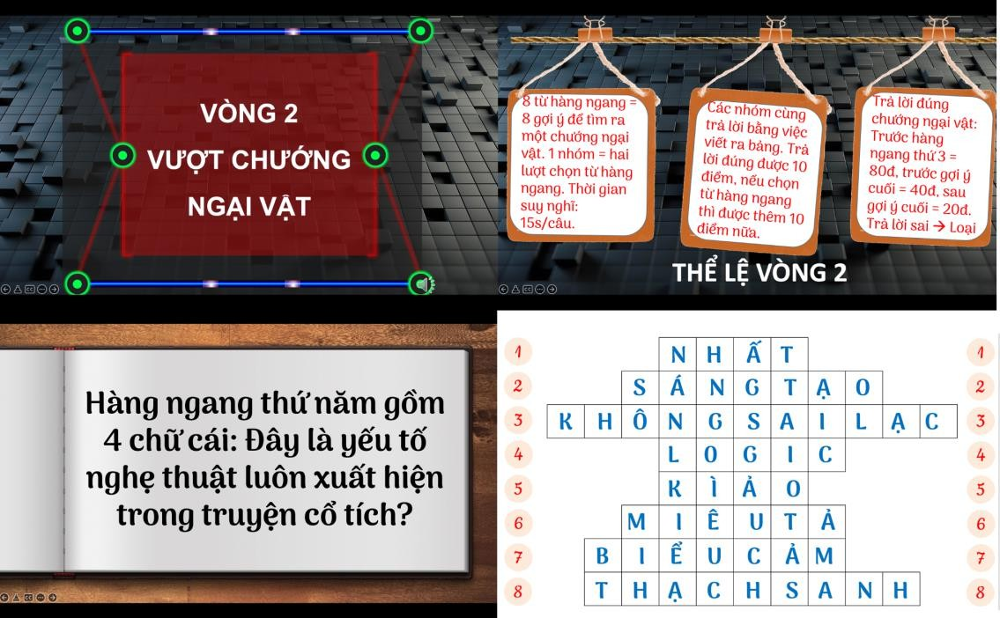 VÒNG 2
VƯỢT CHƯỚNG
NGẠI VẬT
8 từ hàng ngang =
8 gợi ý để tìm ra
một chướng ngại
vật. 1 nhóm = hai
lượt chọn từ hàng
ngang. Thời gian
suy nghĩ:
15s/câu.
Các nhóm cùng
trả lời bằng việc
viết ra bảng. Trả
lời đúng được 10
điểm, nếu chọn
từ hàng ngang
thì được thêm 10
điểm nữa.
Trả lời đúng
chướng ngại vật:
Trước hàng
ngang thứ 3 =
80đ, trước gợi ý
cuối = 40đ, sau
gợi ý cuối = 20đ.
Trả lời sai → Loại
THỂ LỆ VÒNG 2
Hàng ngang thứ năm gồm
4 chữ cái: Đây là yếu tố
nghẹ thuật luôn xuất hiện
trong truyện cổ tích?
1 N H Ấ T 1
2 S Á N G T Ạ O 2
3 K H Ô N G S A I L Ạ C 3
4 L O G I C 4
5 K Ì Ả O 5
6 M I Ê U T Ả 6
7 B I Ể U C Ả M 7
8 T H Ạ C H S A N H 8